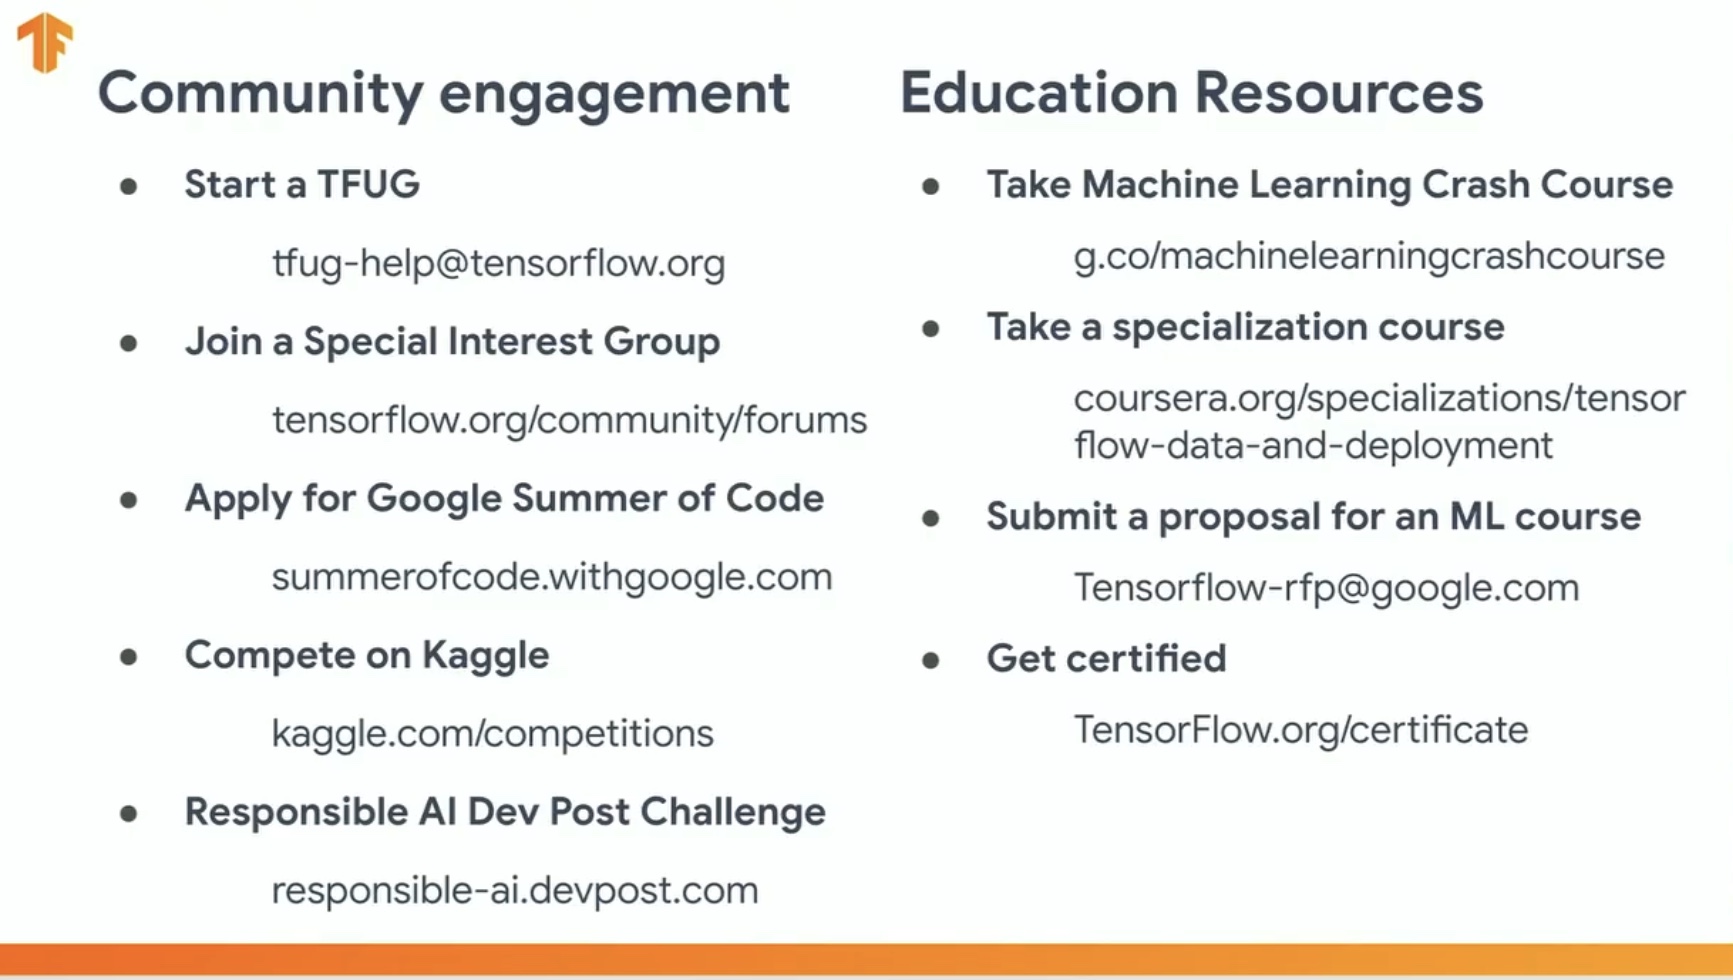 Community engagement
Start a TFUG
tfug-help@tensorflow.org
Join a Special Interest Group
tensorflow.org/community/forums
Apply for Google Summer of Code
summerofcode.withgoogle.com
Compete on Kaggle
kaggle.com/competitions
Responsible AI Dev Post Challenge
responsible-ai.devpost.com
Education Resources
Take Machine Learning Crash Course
g.co/machinelearningcrashcourse
Take a specialization course
coursera.org/specializations/tensor
flow-data-and-deployment
Submit a proposal for an ML course
Tensorflow-rfp@google.com
Get certified
TensorFlow.org/certificate